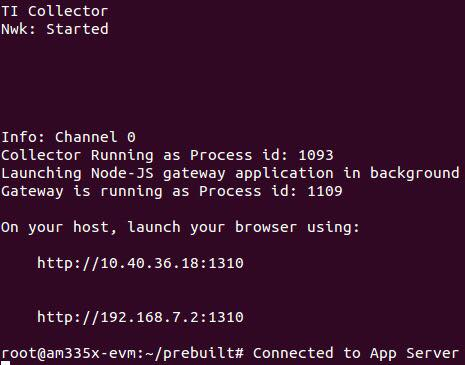 TI Collector
Nwk: Started
Info: Channel 0
Collector Running as Process id: 1093
Launching Node-JS gateway application in background
Gateway is running as Process id: 1109
On your host, launch your browser using:
http://10.40.36.18:1310
http://192.168.7.2:1310
root@am335x-evm:~/prebuilt# Connected to App Server